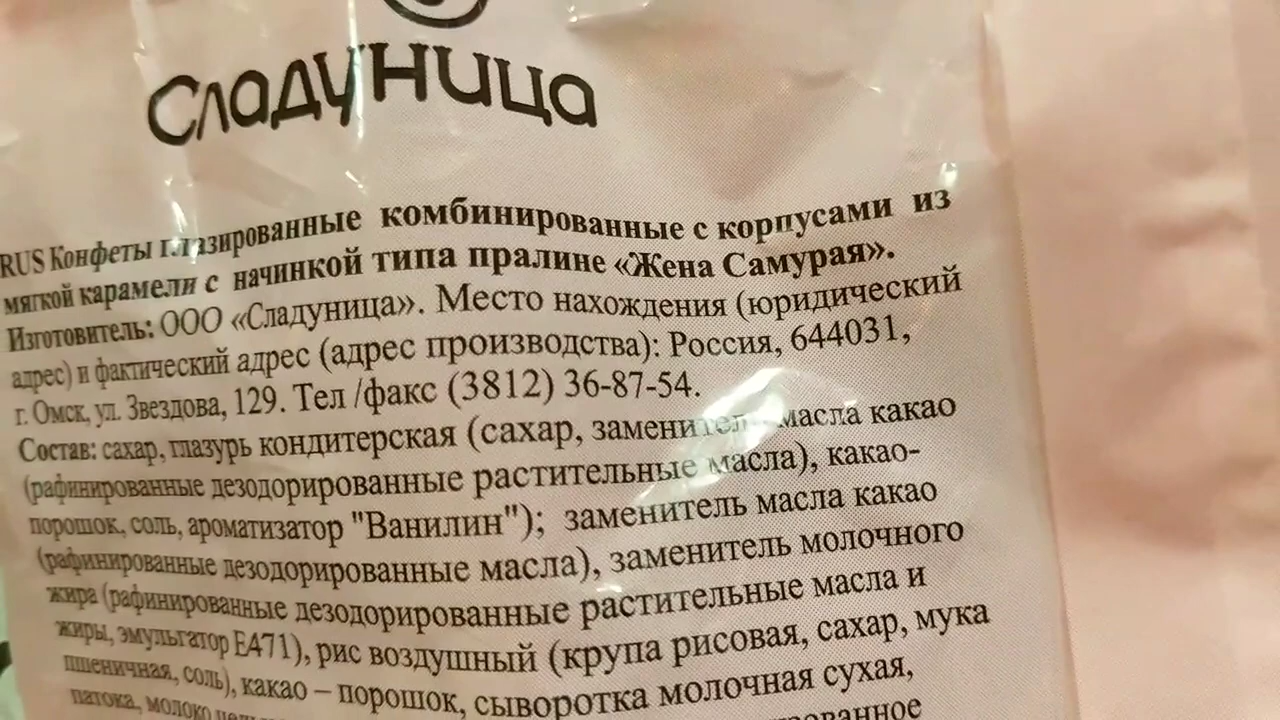 Сладуница
RUS Конфеты глазированные комбинированные с корпусами из
мягкой карамели с начинкой типа пралине «Жена Самурая».
Изготовитель: ООО «Сладуница». Место нахождения (юридический
адрес) и фактический адрес (адрес производства): Россия, 644031,
г. Омск, ул. Звездова, 129. Тел /факс (3812) 36-87-54.
Состав: сахар, глазурь кондитерская (сахар, заменитель масла какао
(рафинированные дезодорированные растительные масла), какао-
порошок, соль, ароматизатор "Ванилин"); заменитель масла какао
(рафинированные дезодорированные масла), заменитель молочного
жира (рафинированные дезодорированные растительные масла и
жиры, эмульгатор Е471), рис воздушный (крупа рисовая, сахар, мука
пшеничная, соль), какао – порошок, сыворотка молочная сухая,
патока, молоко